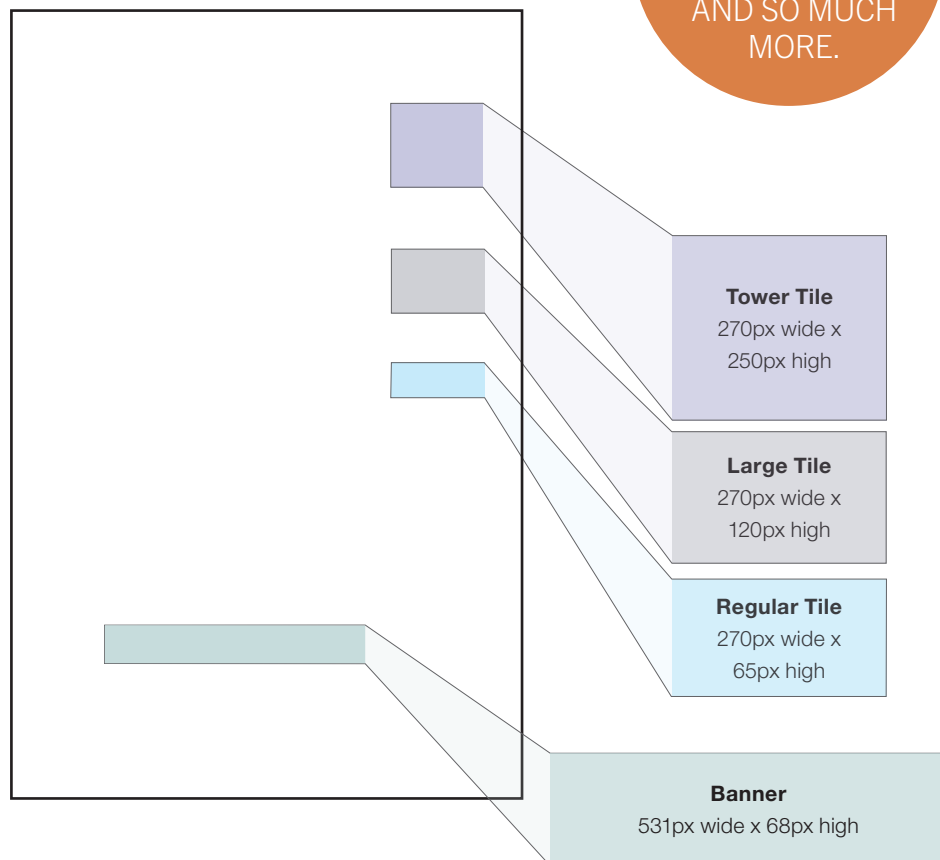 AND SO MUCH
MORE.
Tower Tile
270px wide x
250px high
Large Tile
270px wide x
120px high
Regular Tile
270px wide x
65px high
Banner
531px wide x 68px high